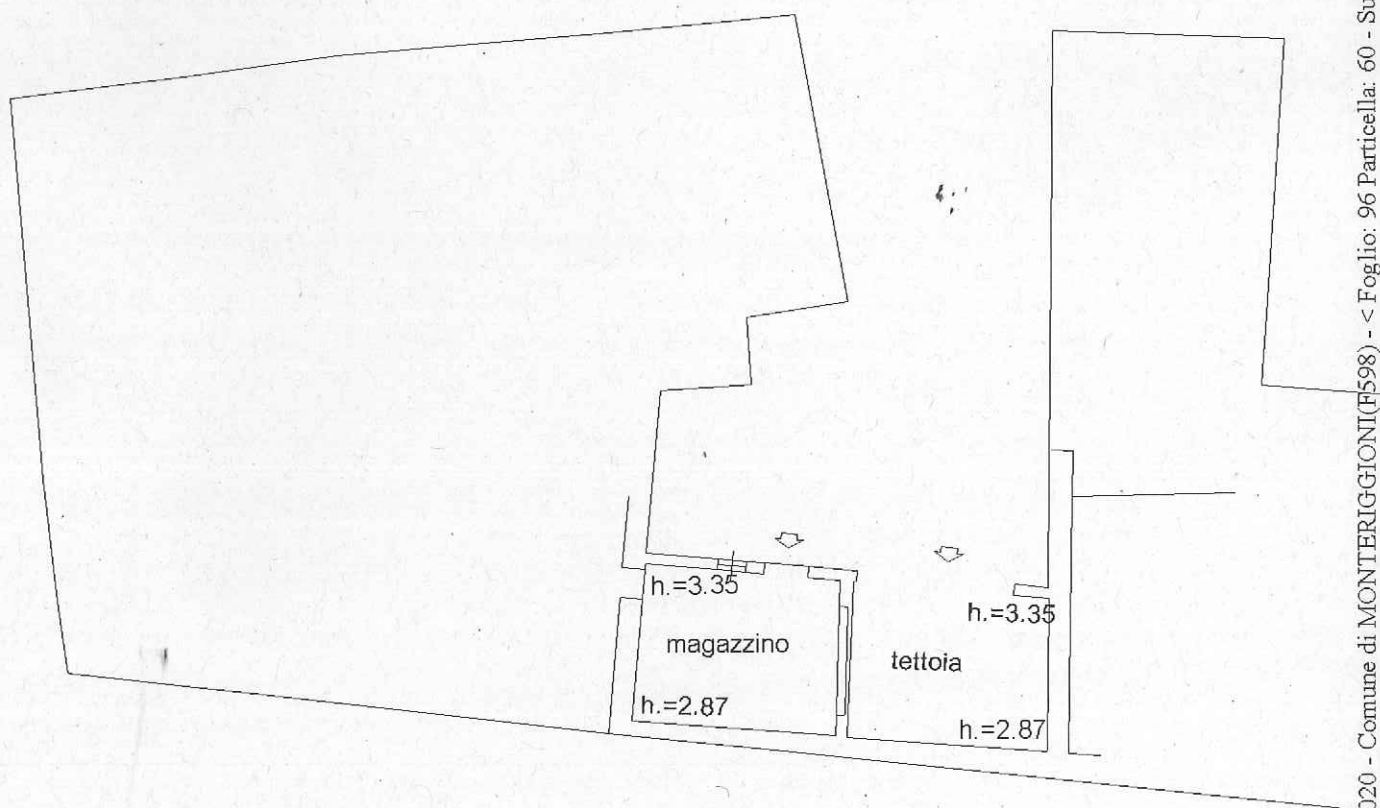 h.=3.35
magazzino
h.=2.87
h.=3.35
tettoia
h.=2.87
020 - Comune di MONTERIGGIONI(F598) - < Foglio: 96 Particella: 60 - Su